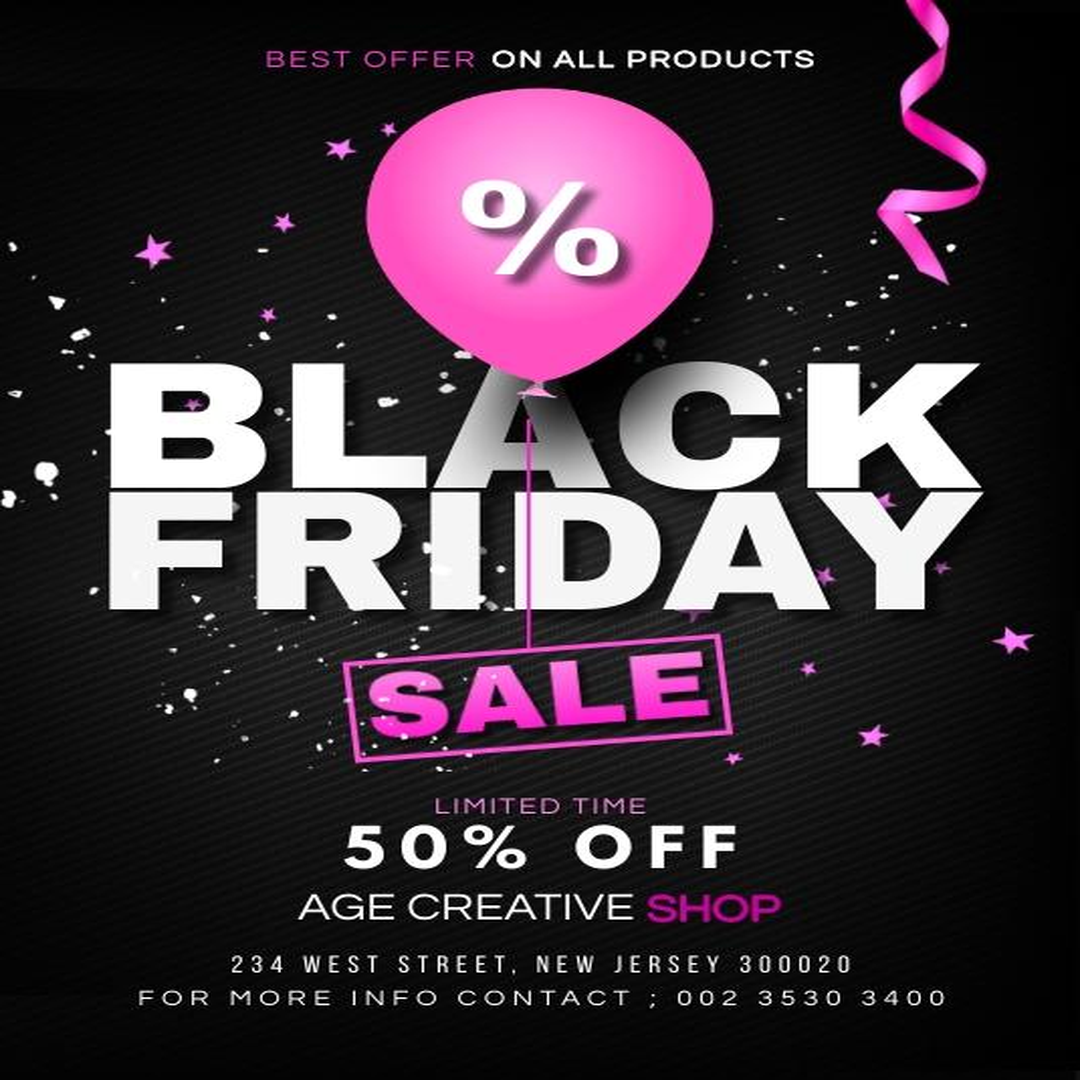 BEST OFFER ON ALL PRODUCTS
%
BLACK
FRIDAY
SALE
LIMITED TIME
50% OFF
AGE CREATIVE SHOP
234 WEST STREET, NEW JERSEY 300020
FOR MORE INFO CONTACT ; 002 3530 3400